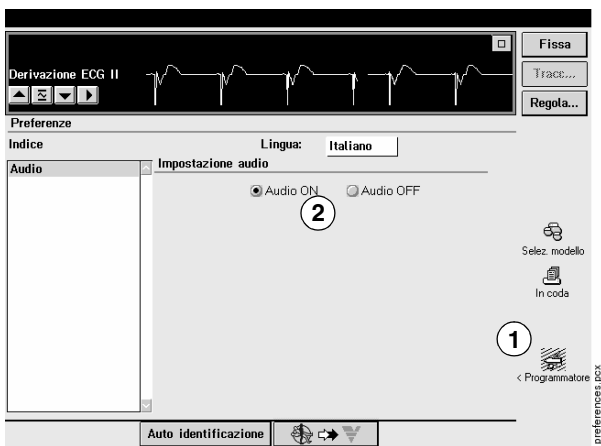 Derivazione ECG II
Fissa
Tracc...
Regola...
Preferenze
Indice
Lingua: Italiano
Audio
Impostazione audio
Audio ON
Audio OFF
2
Selez. modello
In coda
1
< Programmatore
Auto identificazione
preferences.pcx